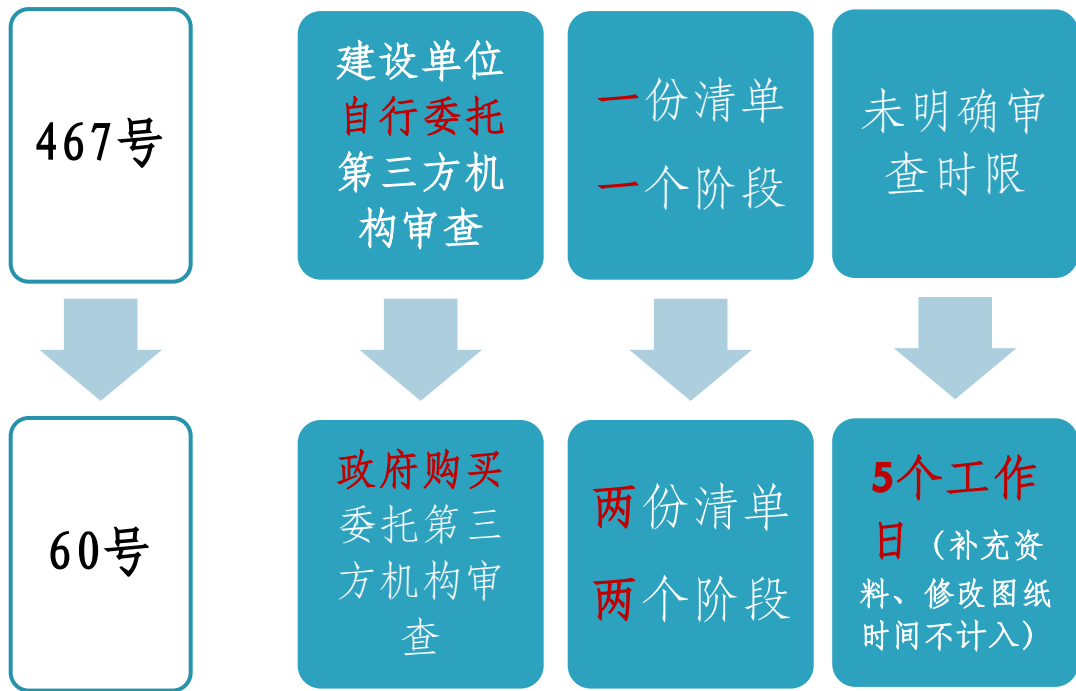 467号
建设单位
自行委托
第三方机
构审查
一份清单
一个阶段
未明确审
查时限
60号
政府购买
委托第三
方机构审
查
两份清单
两个阶段
5个工作
日（补充资
料、修改图纸
时间不计入）